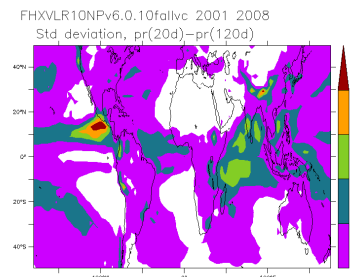 FHXVLR10NPv6.0.10fallvc 2001 2008
Std deviation, pr(20d)−pr(120d)
40°N
20°N
0°
20°S
40°S